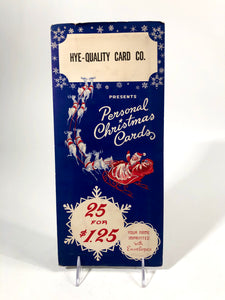 HYE-QUALITY CARD CO.
PRESENTS
Personal
Christmas
Cards
25
FOR
$1.25
YOUR NAME
IMPRINTED
with
Envelopes